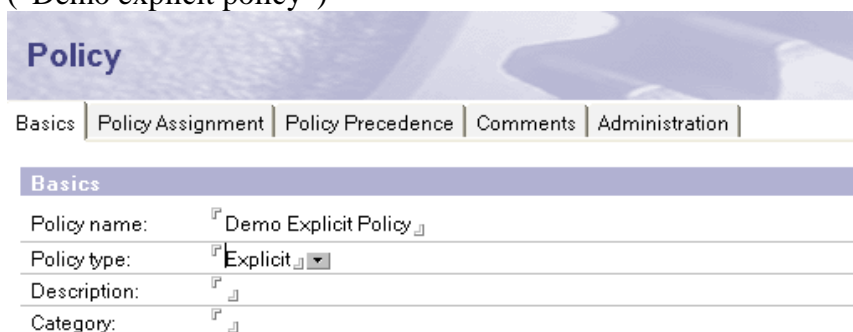 ("Demo explicit policy")
Policy
Basics Policy Assignment Policy Precedence Comments Administration
Basics
Policy name: Demo Explicit Policy
Policy type: Explicit
Description:
Category: